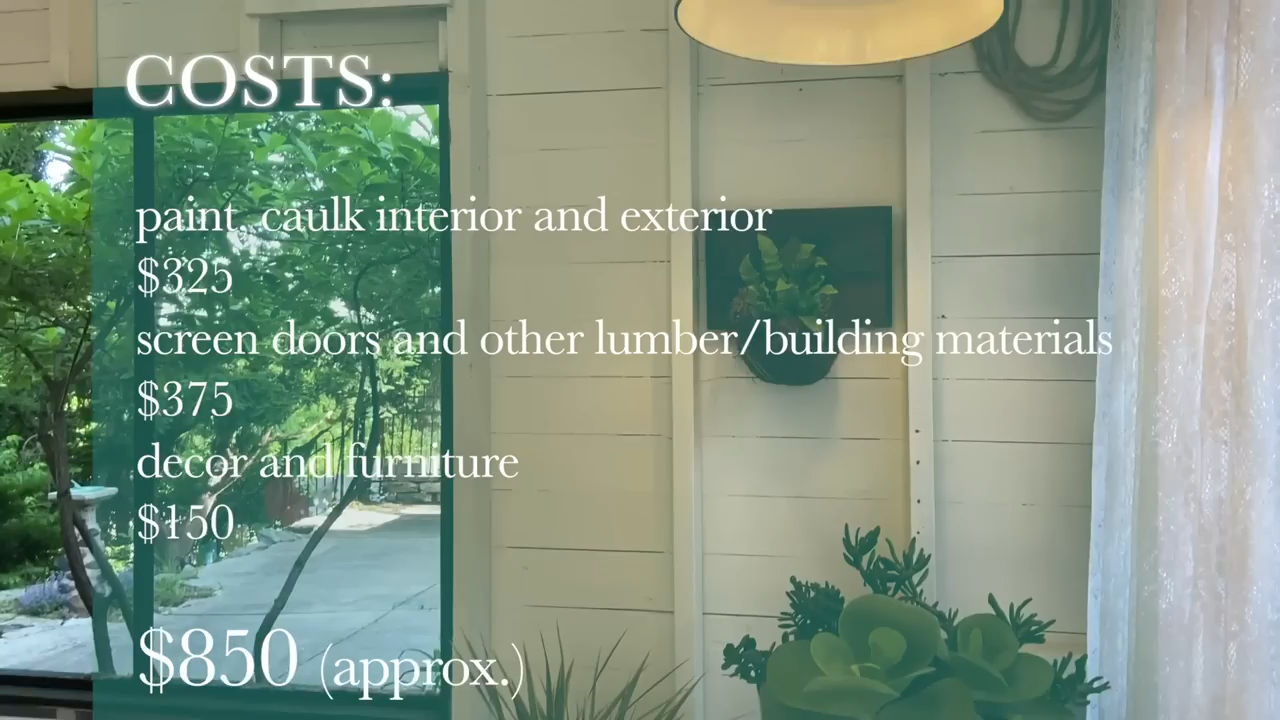 COSTS:
paint, caulk interior and exterior
$325
screen doors and other lumber/building materials
$375
decor and furniture
$150
$850 (approx.)